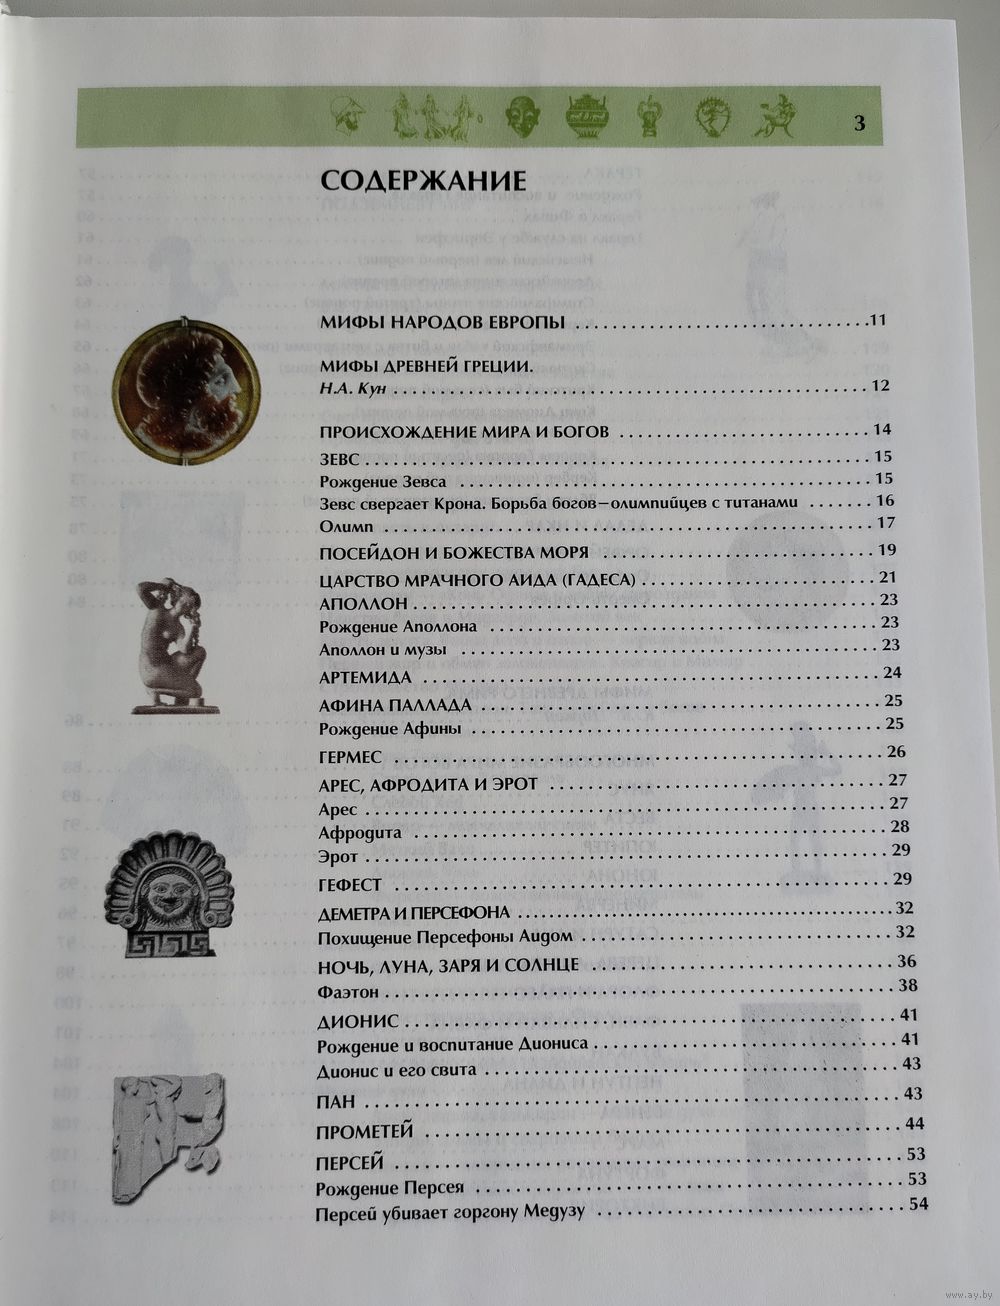 3
СОДЕРЖАНИЕ
МИФЫ НАРОДОВ ЕВРОПЫ 11
МИФЫ ДРЕВНЕЙ ГРЕЦИИ.
Н.А. Кун 12
ПРОИСХОЖДЕНИЕ МИРА И БОГОВ 14
ЗЕВС 15
Рождение Зевса 15
Зевс свергает Крона. Борьба богов–олимпийцев с титанами 16
Олимп 17
ПОСЕЙДОН И БОЖЕСТВА МОРЯ 19
ЦАРСТВО МРАЧНОГО АИДА (ГАДЕСА) 21
АПОЛЛОН 23
Рождение Аполлона 23
Аполлон и музы 23
АРТЕМИДА 24
АФИНА ПАЛЛАДА 25
Рождение Афины 25
ГЕРМЕС 26
АРЕС, АФРОДИТА И ЭРОТ 27
Арес 27
Афродита 28
Эрот 29
ГЕФЕСТ 29
ДЕМЕТРА И ПЕРСЕФОНА 32
Похищение Персефоны Аидом 32
НОЧЬ, ЛУНА, ЗАРЯ И СОЛНЦЕ 36
Фаэтон 38
ДИОНИС 41
Рождение и воспитание Диониса 41
Дионис и его свита 43
ПАН 43
ПРОМЕТЕЙ 44
ПЕРСЕЙ 53
Рождение Персея 53
Персей убивает горгону Медузу 54
www.ay.by